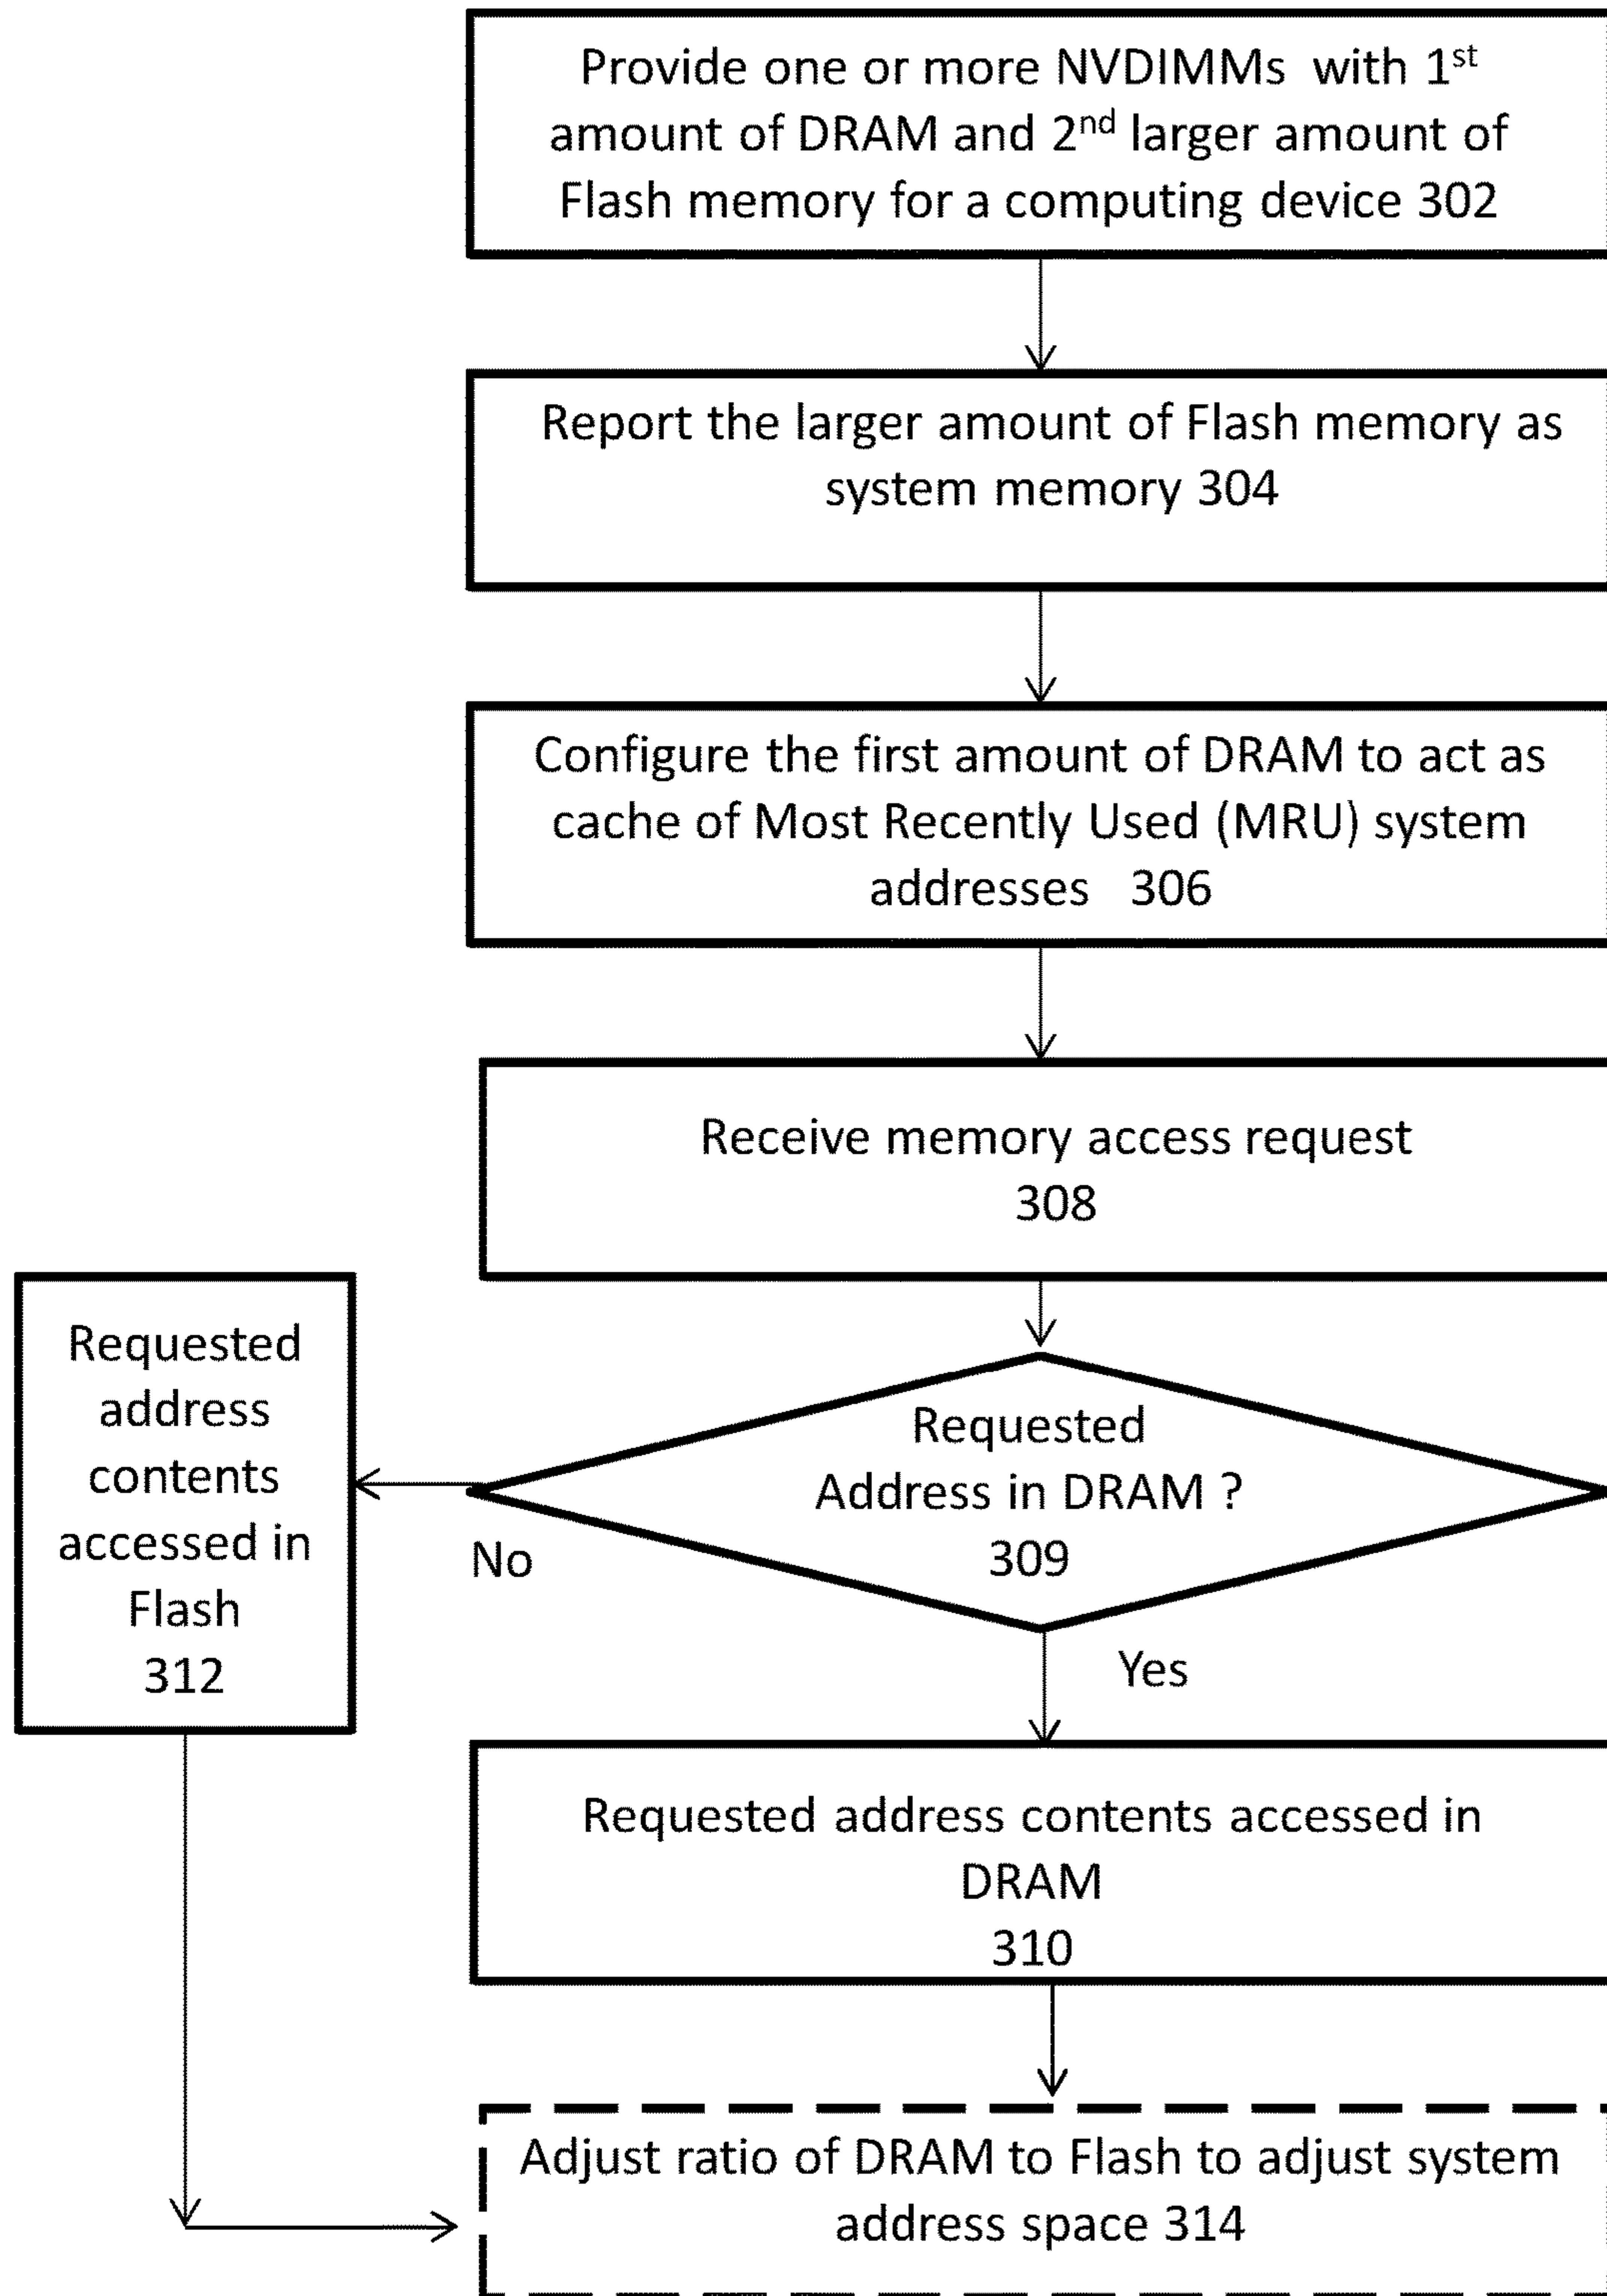 Provide one or more NVDIMMs with 1st
amount of DRAM and 2nd larger amount of
Flash memory for a computing device 302
Report the larger amount of Flash memory as
system memory 304
Configure the first amount of DRAM to act as
cache of Most Recently Used (MRU) system
addresses 306
Receive memory access request
308
Requested
Address in DRAM ?
309
No
Yes
Requested
address
contents
accessed in
Flash
312
Requested address contents accessed in
DRAM
310
Adjust ratio of DRAM to Flash to adjust system
address space 314